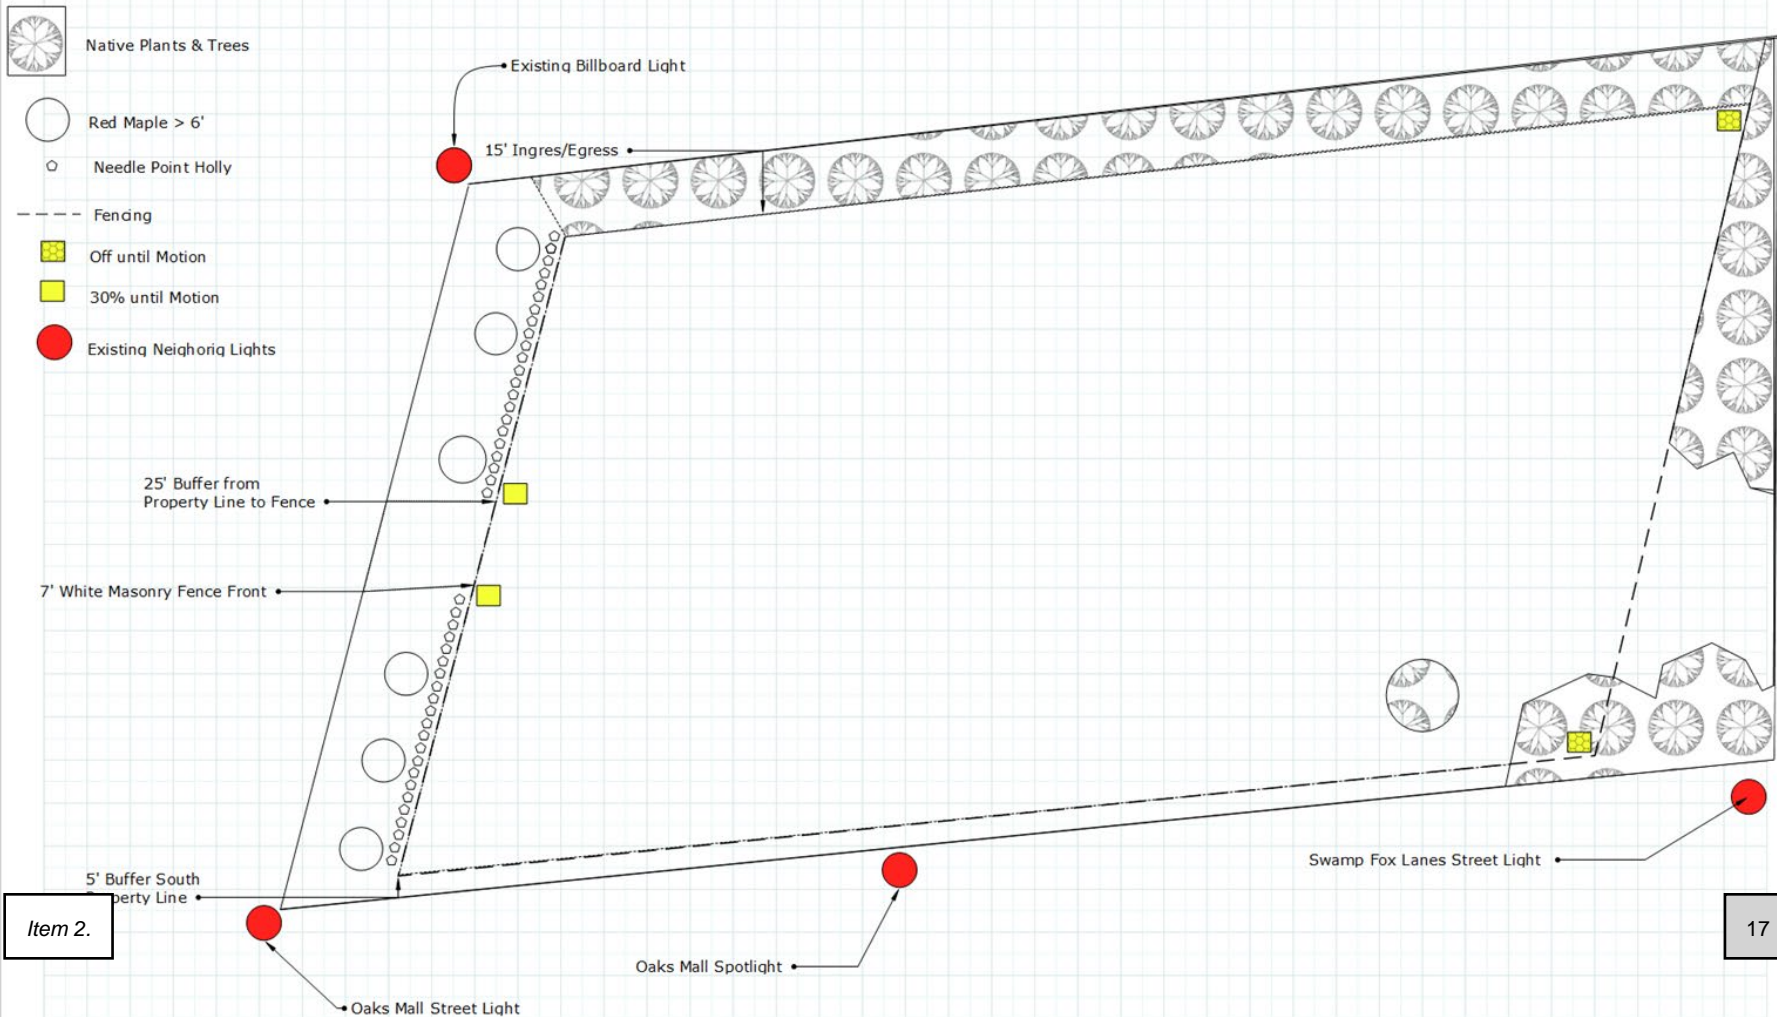 Native Plants & Trees
Red Maple > 6'
Needle Point Holly
Fencing
Off until Motion
30% until Motion
Existing Neighorig Lights
Existing Billboard Light
15' Ingres/Egress
25' Buffer from
Property Line to Fence
7' White Masonry Fence Front
5' Buffer South
Line
Item 2.
Swamp Fox Lanes Street Light
17
Oaks Mall Spotlight
Oaks Mall Street Light